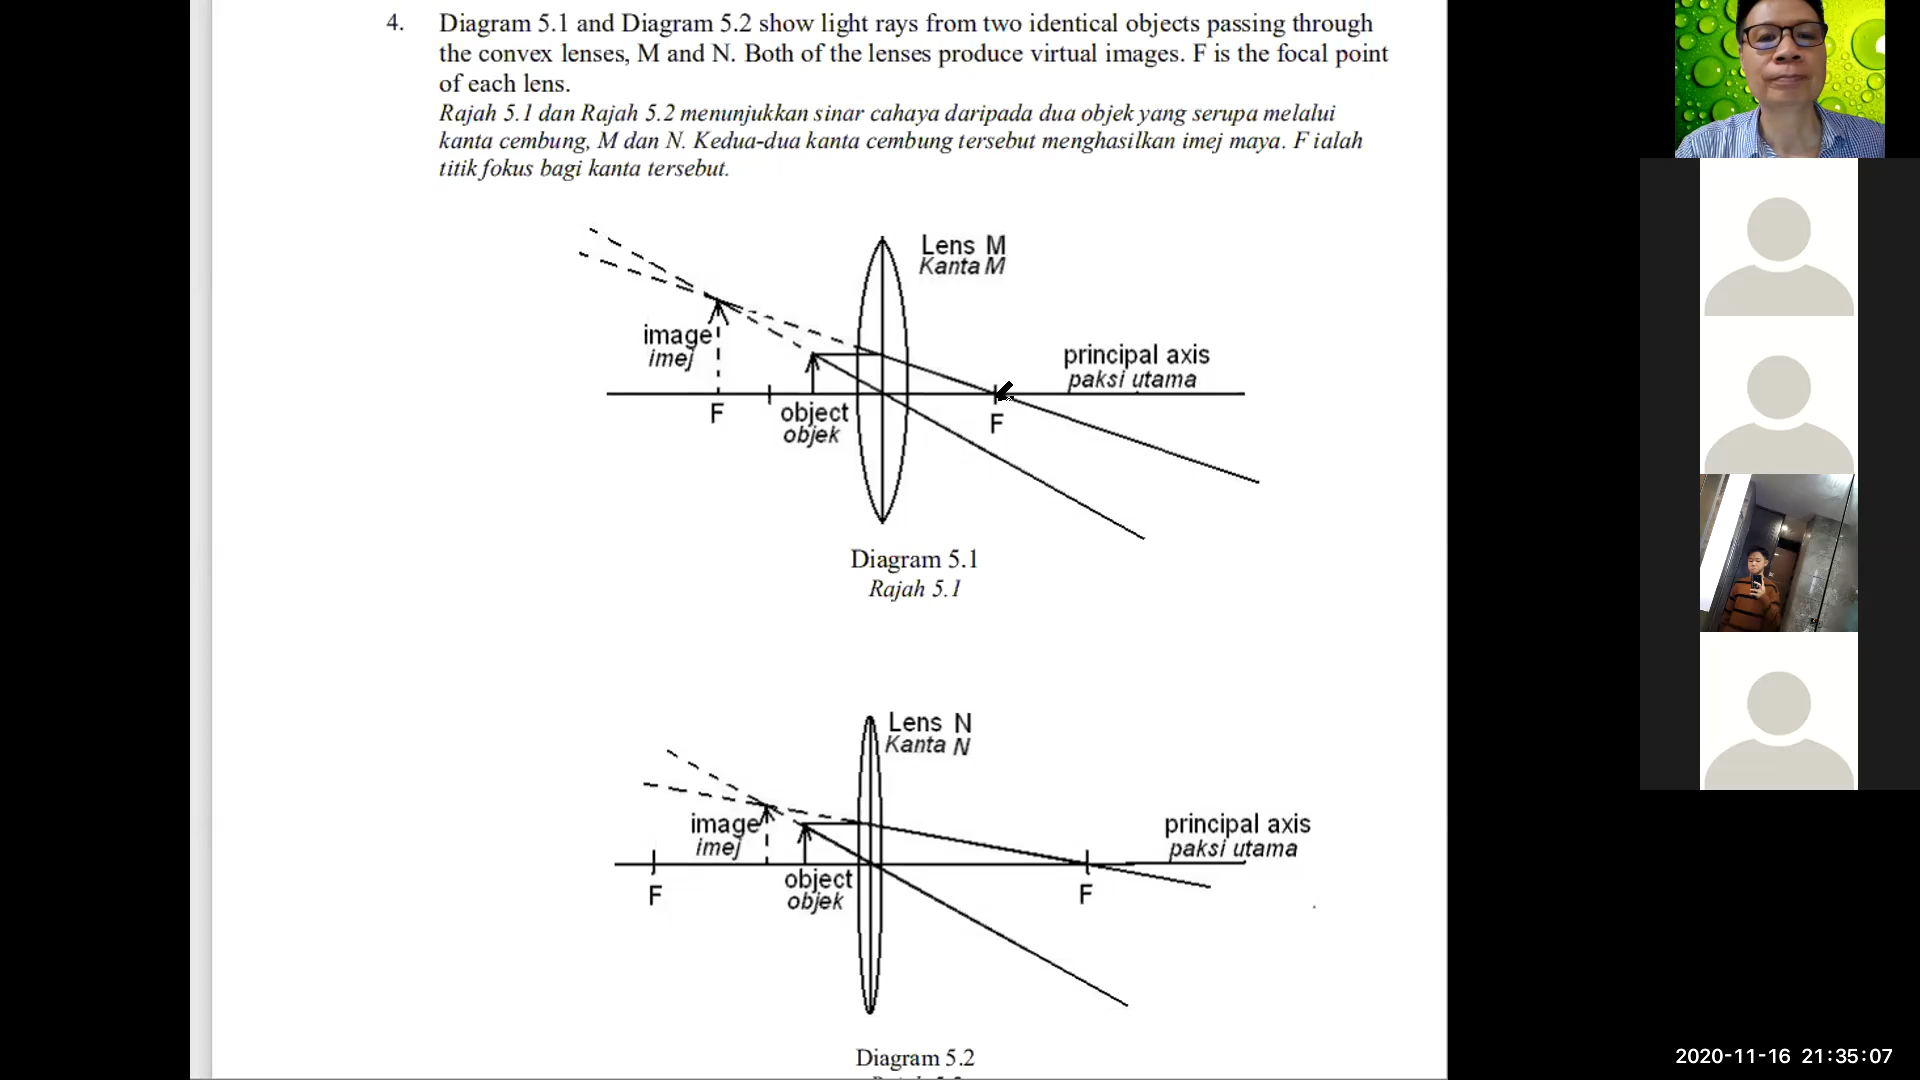 4. Diagram 5.1 and Diagram 5.2 show light rays from two identical objects passing through
the convex lenses, M and N. Both of the lenses produce virtual images. F is the focal point
of each lens.
Rajah 5.1 dan Rajah 5.2 menunjukkan sinar cahaya daripada dua objek yang serupa melalui
kanta cembung, M dan N. Kedua-dua kanta cembung tersebut menghasilkan imej maya. F ialah
titik fokus bagi kanta tersebut.
Lens M
Kanta M
image
imej
principal axis
paksi utama
F
object
objek
F
Diagram 5.1
Rajah 5.1
Lens N
Kanta N
image
imej
principal axis
paksi utama
F
object
objek
F
Diagram 5.2
2020-11-16 21:35:07